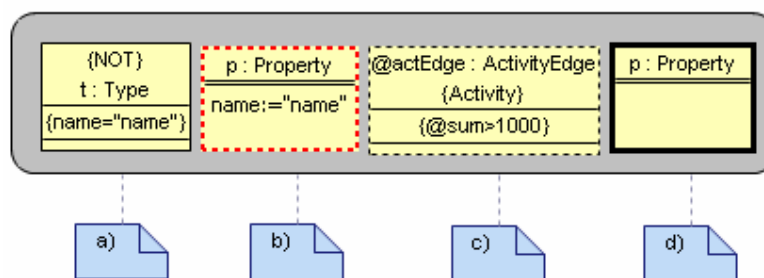 {NOT}
t : Type
{name="name"}
p : Property
name:="name"
@actEdge : ActivityEdge
{Activity}
{@sum>1000}
p : Property
a)
b)
c)
d)